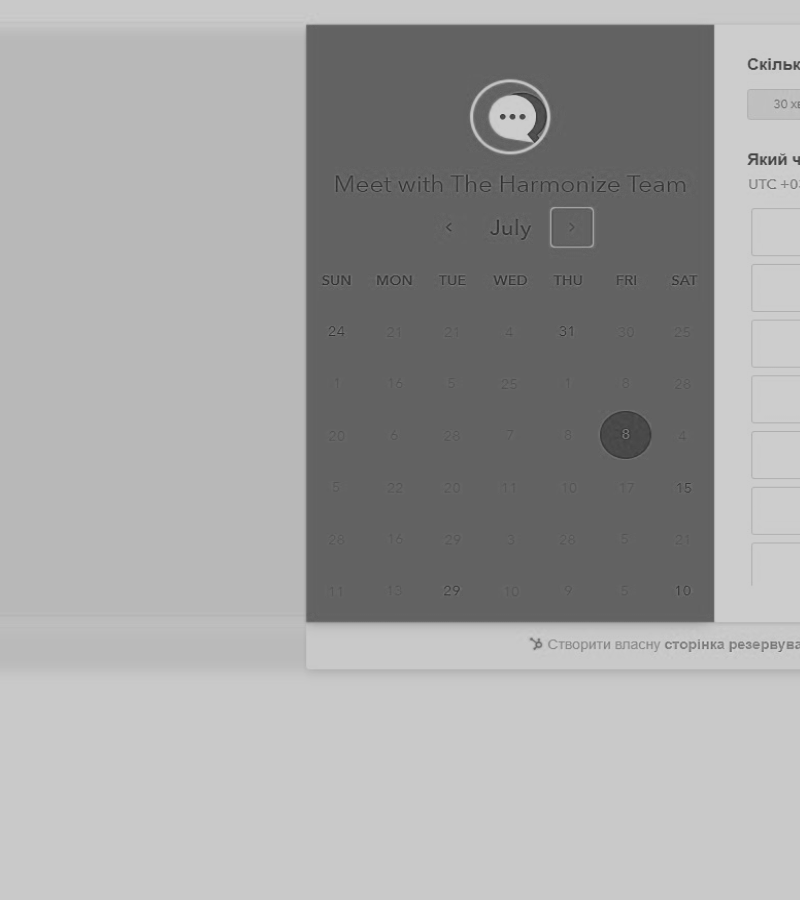 Meet with The Harmonize Team
July
SUN MON TUE WED THU FRI SAT
24 21 21 4 31 30 25
1 16 5 25 1 8 28
20 6 28 7 8 8 4
5 22 20 11 10 17 15
28 16 29 3 28 5 21
11 13 29 10 9 5 10
Скільк
30 хв
Який ч
UTC +03
Створити власну сторінка резервува